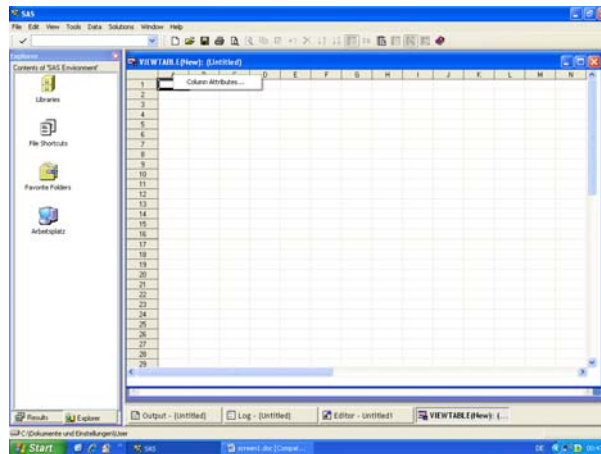 SAS
File Edit View Tools Data Solutions Window Help
Explorer
Contents of 'SAS Environment'
Libraries
File Shortcuts
Favorite Folders
Arbeitsplatz
VIEWTABLE(New): (Untitled)
D E F G H I J K L M N
Column Attributes...
1
2
3
4
5
6
7
8
9
10
11
12
13
14
15
16
17
18
19
20
21
22
23
24
25
26
27
28
29
Results Explorer
Output - (Untitled) Log - (Untitled) Editor - Untitled1 VIEWTABLE(New): (...
C:\Dokumente und Einstellungen\User
Start SAS screen1.doc [Compat... DE